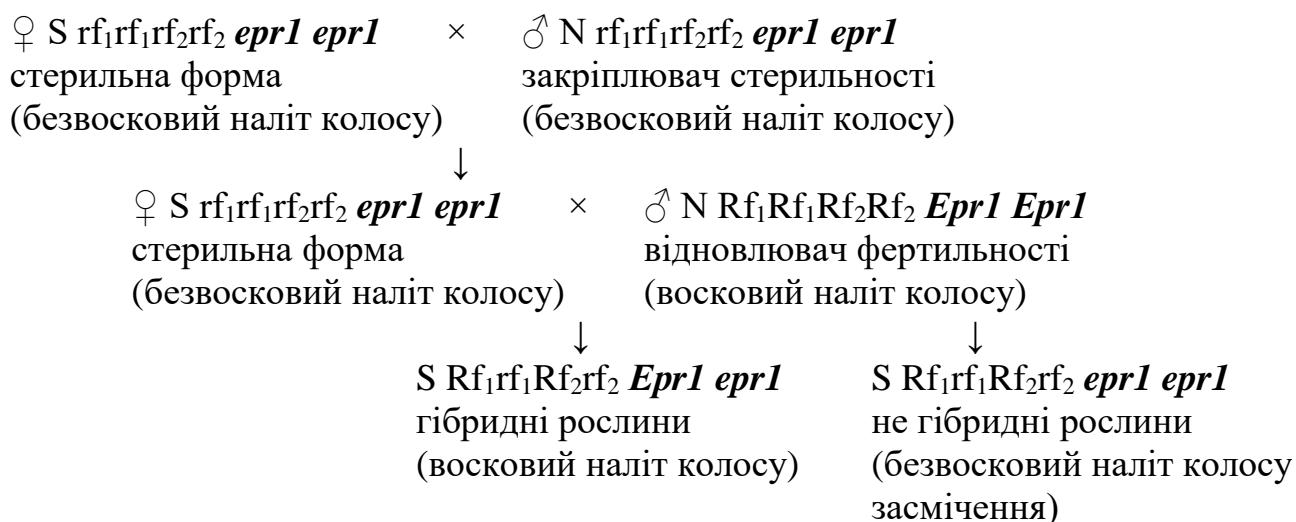 ♀ S rf₁rf₁rf₂rf₂ epr1 epr1 × ♂ N rf₁rf₁rf₂rf₂ epr1 epr1
стерильна форма закріплювач стерильності
(безвосковий наліт колосу) (безвосковий наліт колосу)
↓
♀ S rf₁rf₁rf₂rf₂ epr1 epr1 × ♂ N Rf₁Rf₁Rf₂Rf₂ Epr1 Epr1
стерильна форма відновлювач фертильності
(безвосковий наліт колосу) (восковий наліт колосу)
↓ ↓
S Rf₁rf₁Rf₂rf₂ Epr1 epr1 S Rf₁rf₁Rf₂rf₂ epr1 epr1
гібридні рослини не гібридні рослини
(восковий наліт колосу) (безвосковий наліт колосу
засмічення)